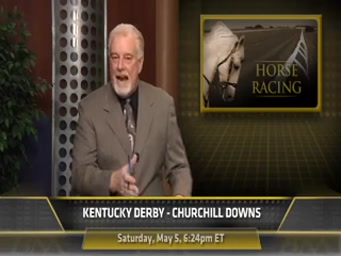 HORSE
RACING
KENTUCKY DERBY - CHURCHILL DOWNS
Saturday, May 5, 6:24pm ET